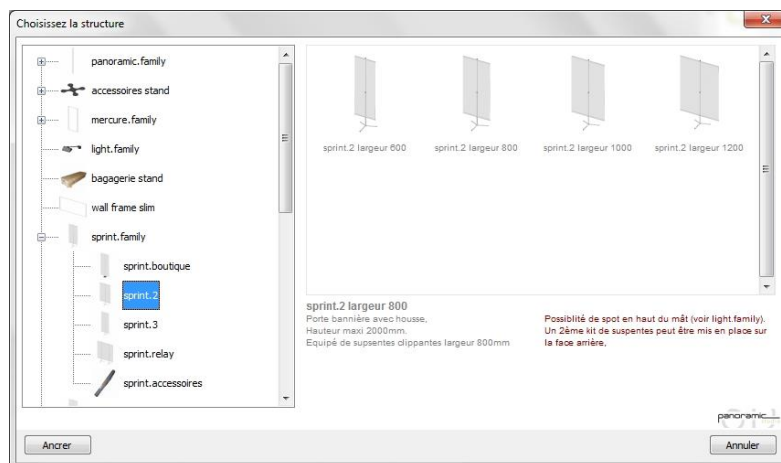 Choisissez la structure
panoramic.family
accessoires stand
mercure.family
light.family
bagagerie stand
wall frame slim
sprint.family
sprint.boutique
sprint.2
sprint.3
sprint.relay
sprint.accessoires
sprint.2 largeur 600
sprint.2 largeur 800
sprint.2 largeur 1000
sprint.2 largeur 1200
sprint.2 largeur 800
Porte bannière avec housse,
Hauteur maxi 2000mm.
Equipé de supsentes clippantes largeur 800mm
Possiblité de spot en haut du mât (voir light.family).
Un 2ème kit de suspentes peut être mis en place sur
la face arrière,
panoramic
Ancrer
Annuler